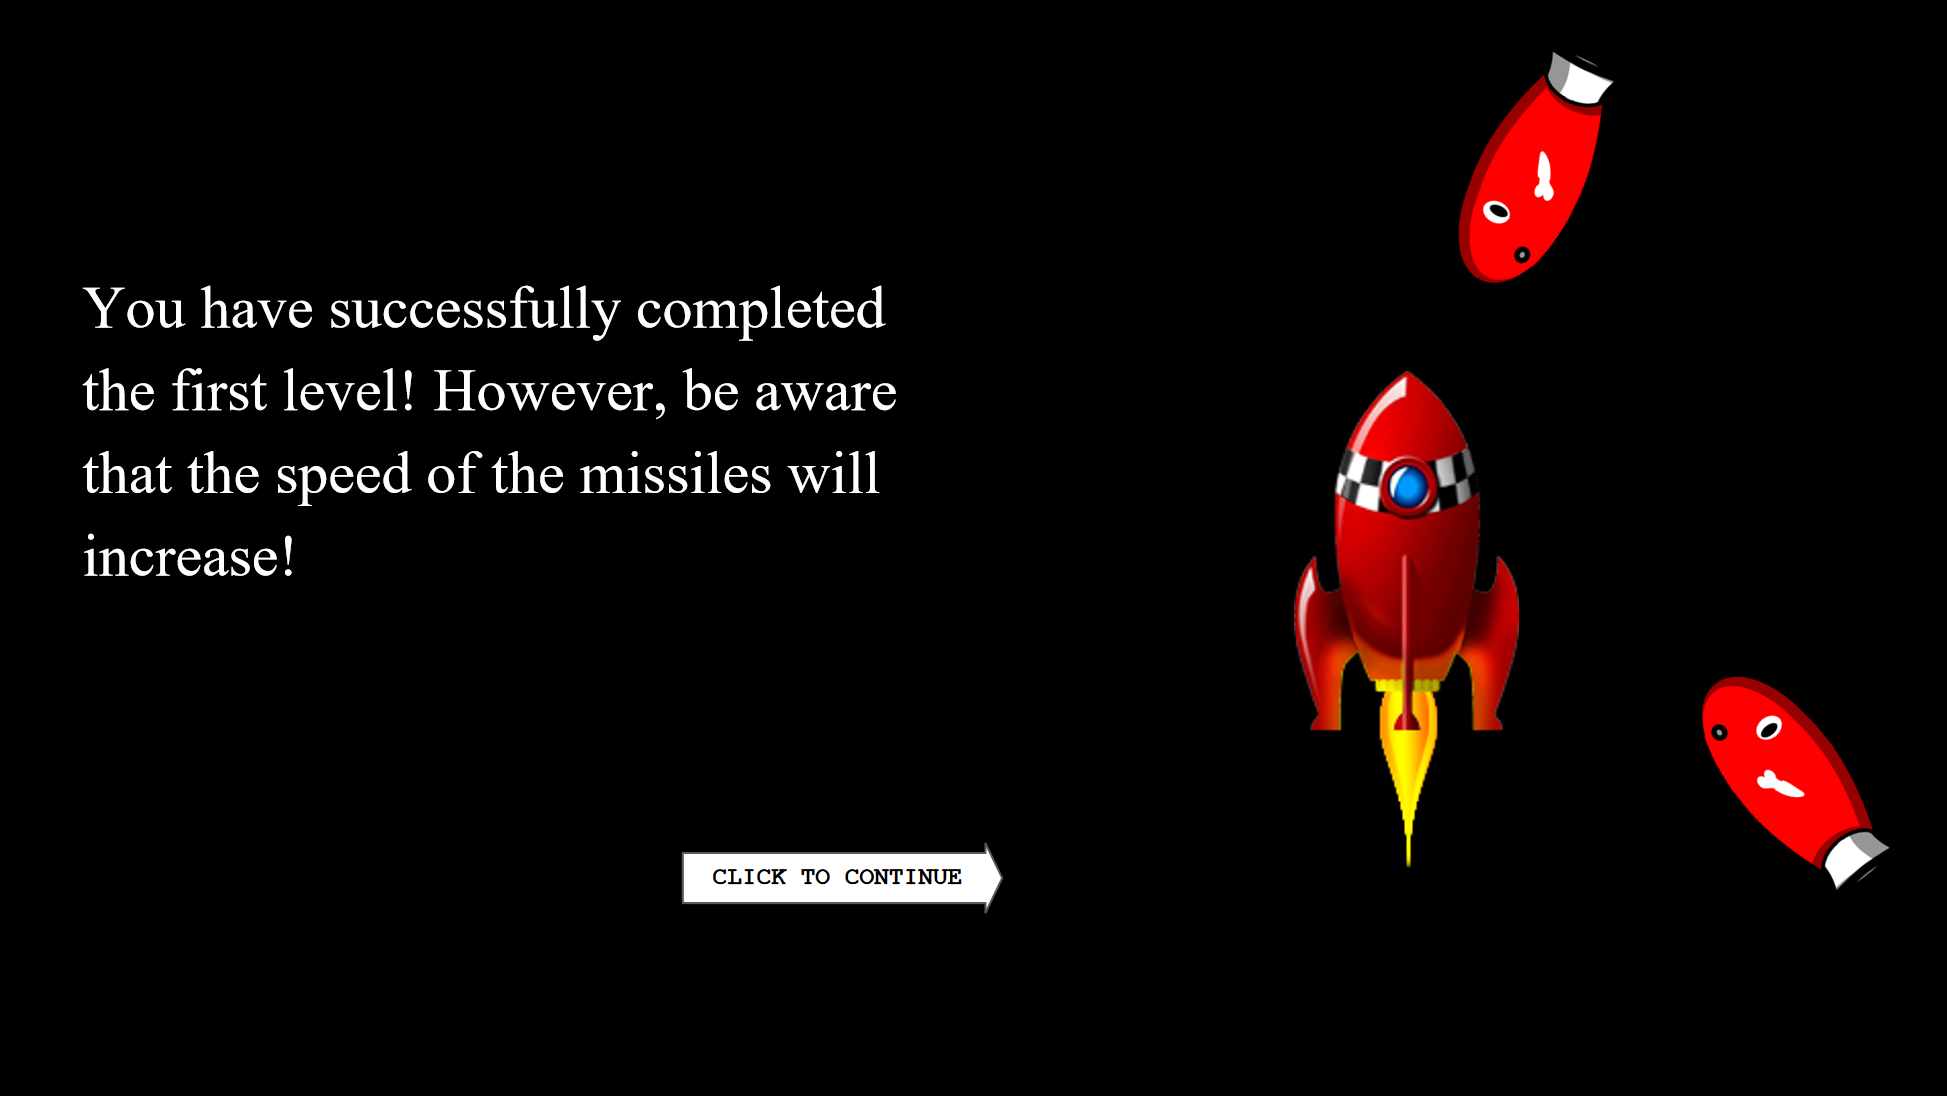 You have successfully completed
the first level! However, be aware
that the speed of the missiles will
increase!
CLICK TO CONTINUE